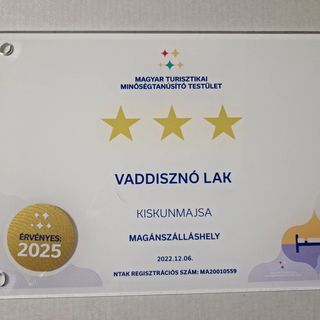 MAGYAR TURISZTIKAI
MINŐSÉGTANÚSÍTÓ TESTÜLET
VADDISZNÓ LAK
KISKUNMAJSA
MAGÁNSZÁLLÁSHELY
2022.12.06.
NTAK REGISZTRÁCIÓS SZÁM: MA20010559
ÉRVÉNYES:
2025